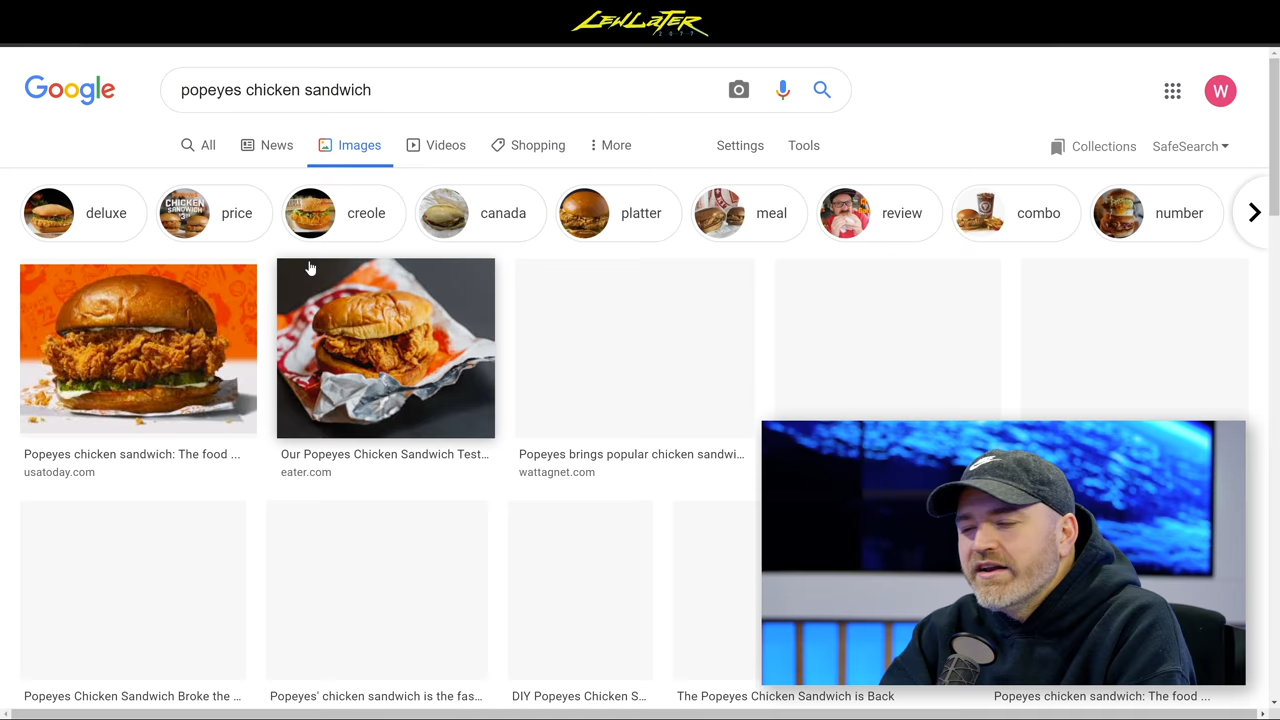 LEWLATER
2077
Google
popeyes chicken sandwich
W
All
News
Images
Videos
Shopping
More
Settings
Tools
Collections
SafeSearch
deluxe
CHICKEN
SANDWICH
price
creole
canada
platter
meal
review
combo
number
Popeyes chicken sandwich: The food ...
usatoday.com
Our Popeyes Chicken Sandwich Test...
eater.com
Popeyes brings popular chicken sandwi...
wattagnet.com
Popeyes Chicken Sandwich Broke the ...
Popeyes' chicken sandwich is the fas...
DIY Popeyes Chicken S...
The Popeyes Chicken Sandwich is Back
Popeyes chicken sandwich: The food ...